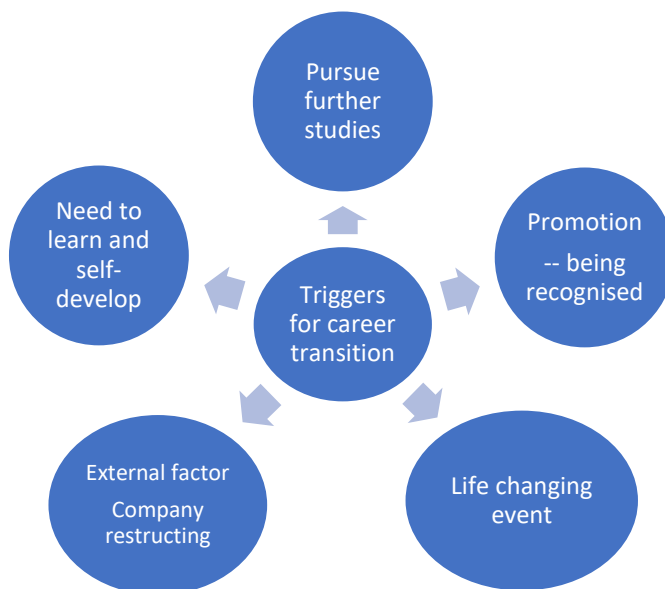 Pursue
further
studies
Need to
learn and
self-
develop
Promotion
-- being
recognised
Triggers
for career
transition
External factor
Company
restructing
Life changing
event